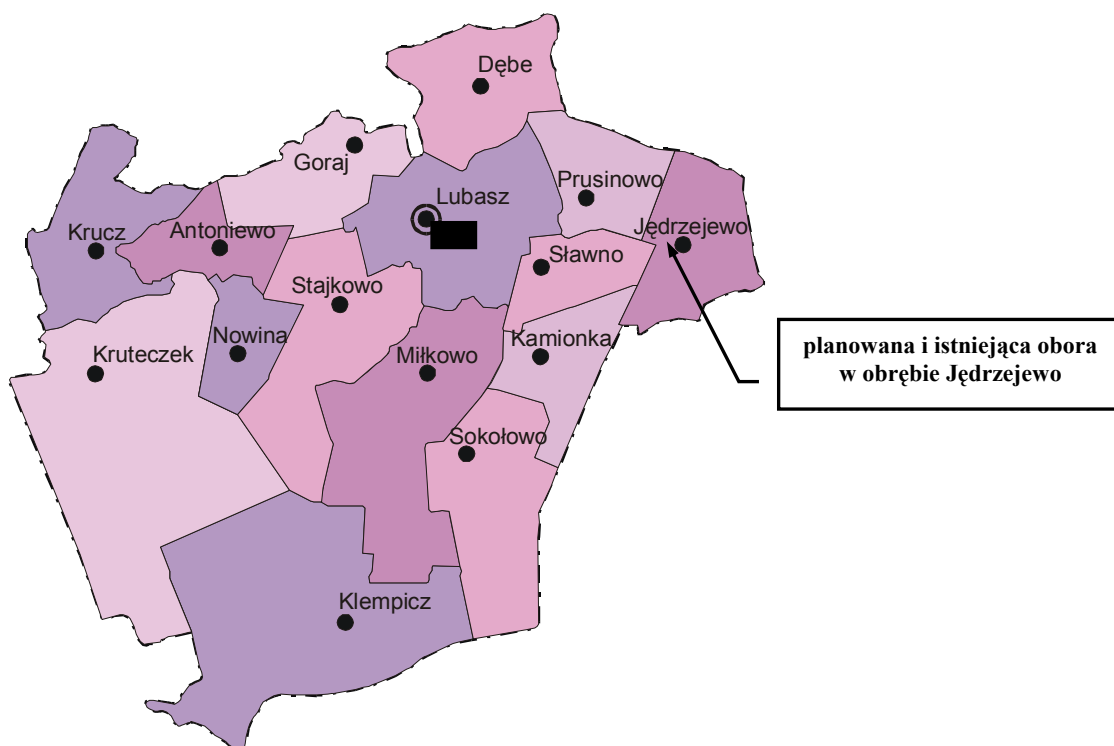 Dębe
Goraj
Prusinowo
Lubasz
Krucz
Antoniewo
Jędrzejewo
Sławno
Stajkowo
Nowina
Kruteczek
Miłkowo
Kamionka
planowana i istniejąca obora
w obrębie Jędrzejewo
Sokołowo
Klempicz